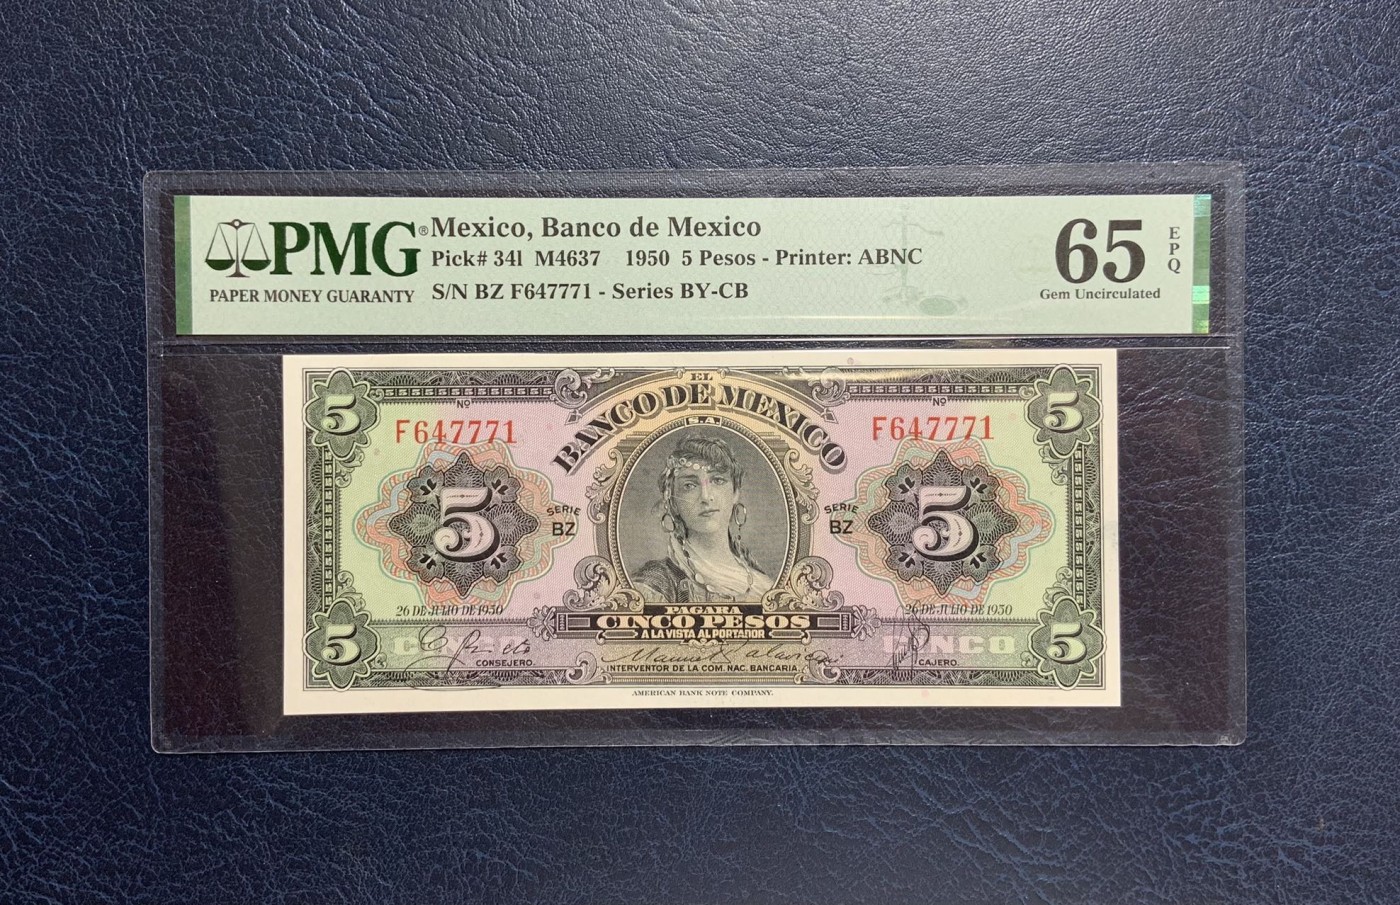 PMG®
PAPER MONEY GUARANTY
Mexico, Banco de Mexico
Pick# 34l M4637 1950 5 Pesos - Printer: ABNC
S/N BZ F647771 - Series BY-CB
65
EPQ
Gem Uncirculated
EL
BANCO DE MEXICO
S.A.
5
5
Nº
Nº
F647771
F647771
5
5
SERIE
BZ
SERIE
BZ
26 DE JULIO DE 1950
26 DE JULIO DE 1950
PAGARA
CINCO PESOS
A LA VISTA AL PORTADOR
5
CINCO
CINCO
5
CONSEJERO.
INTERVENTOR DE LA COM. NAC. BANCARIA.
CAJERO.
AMERICAN BANK NOTE COMPANY.